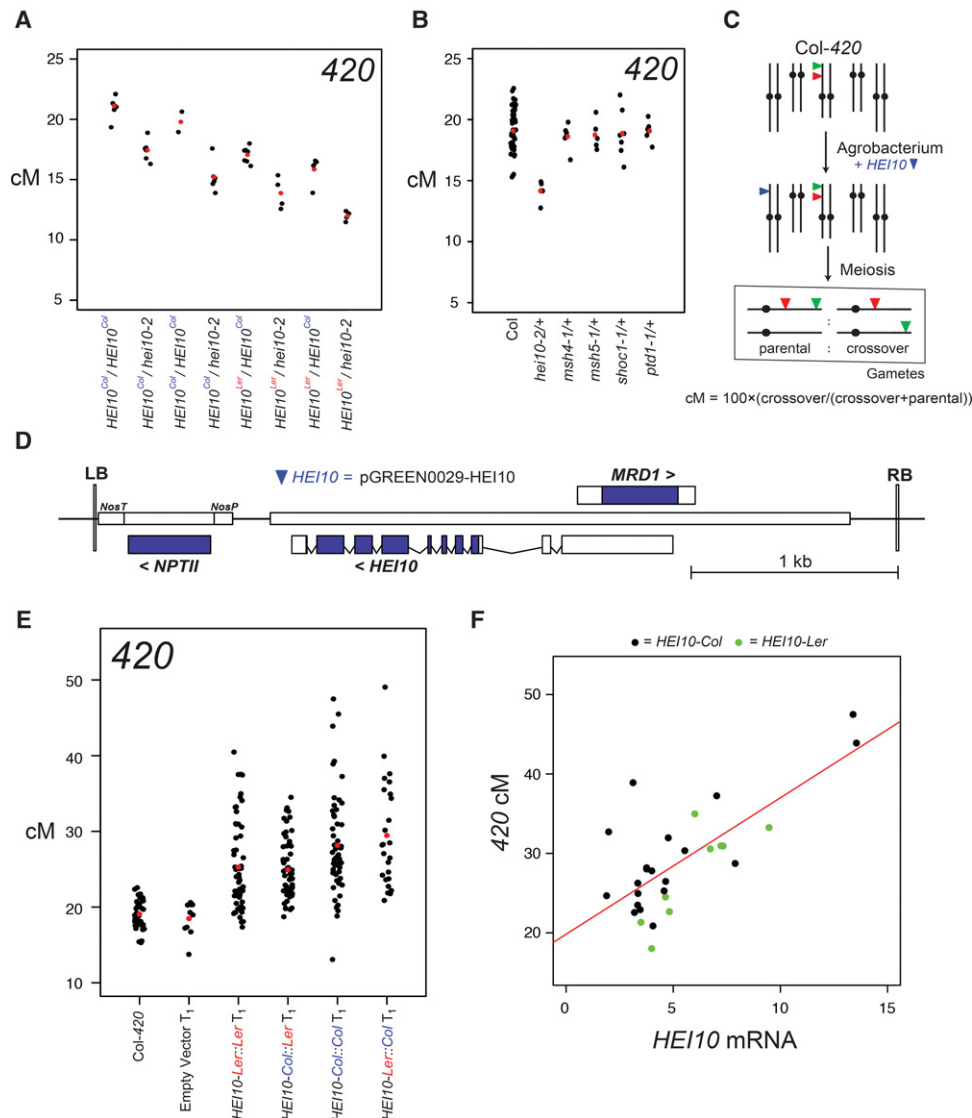 A
420
cM
25
20
15
10
5
HEI10Col / HEI10Col
HEI10Col / hei10-2
HEI10Col / HEI10Col
HEI10Col / hei10-2
HEI10Ler / HEI10Col
HEI10Ler / hei10-2
HEI10Ler / HEI10Col
HEI10Ler / hei10-2
B
420
cM
25
20
15
10
5
Col
hei10-2/+
msh4-1/+
msh5-1/+
shoc1-1/+
ptd1-1/+
C
Col-420
Agrobacterium
+ HEI10
Meiosis
parental : crossover
Gametes
cM = 100×(crossover/(crossover+parental))
D
LB
HEI10 = pGREEN0029-HEI10
MRD1 >
RB
NosT
NosP
< NPTII
< HEI10
1 kb
E
420
cM
50
40
30
20
10
Col-420
Empty Vector T1
HEI10-Ler::Ler T1
HEI10-Col::Ler T1
HEI10-Col::Col T1
HEI10-Ler::Col T1
F
= HEI10-Col = HEI10-Ler
420 cM
50
40
30
20
0 5 10 15
HEI10 mRNA